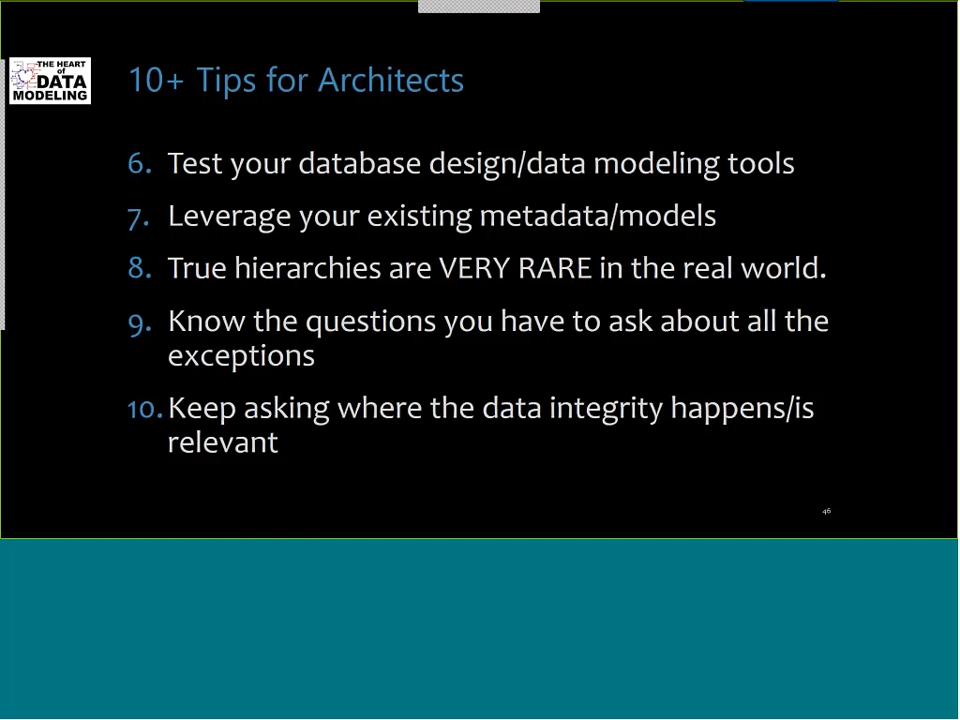 THE HEART
of
DATA
MODELING
10+ Tips for Architects
6. Test your database design/data modeling tools
7. Leverage your existing metadata/models
8. True hierarchies are VERY RARE in the real world.
9. Know the questions you have to ask about all the
exceptions
10. Keep asking where the data integrity happens/is
relevant
46